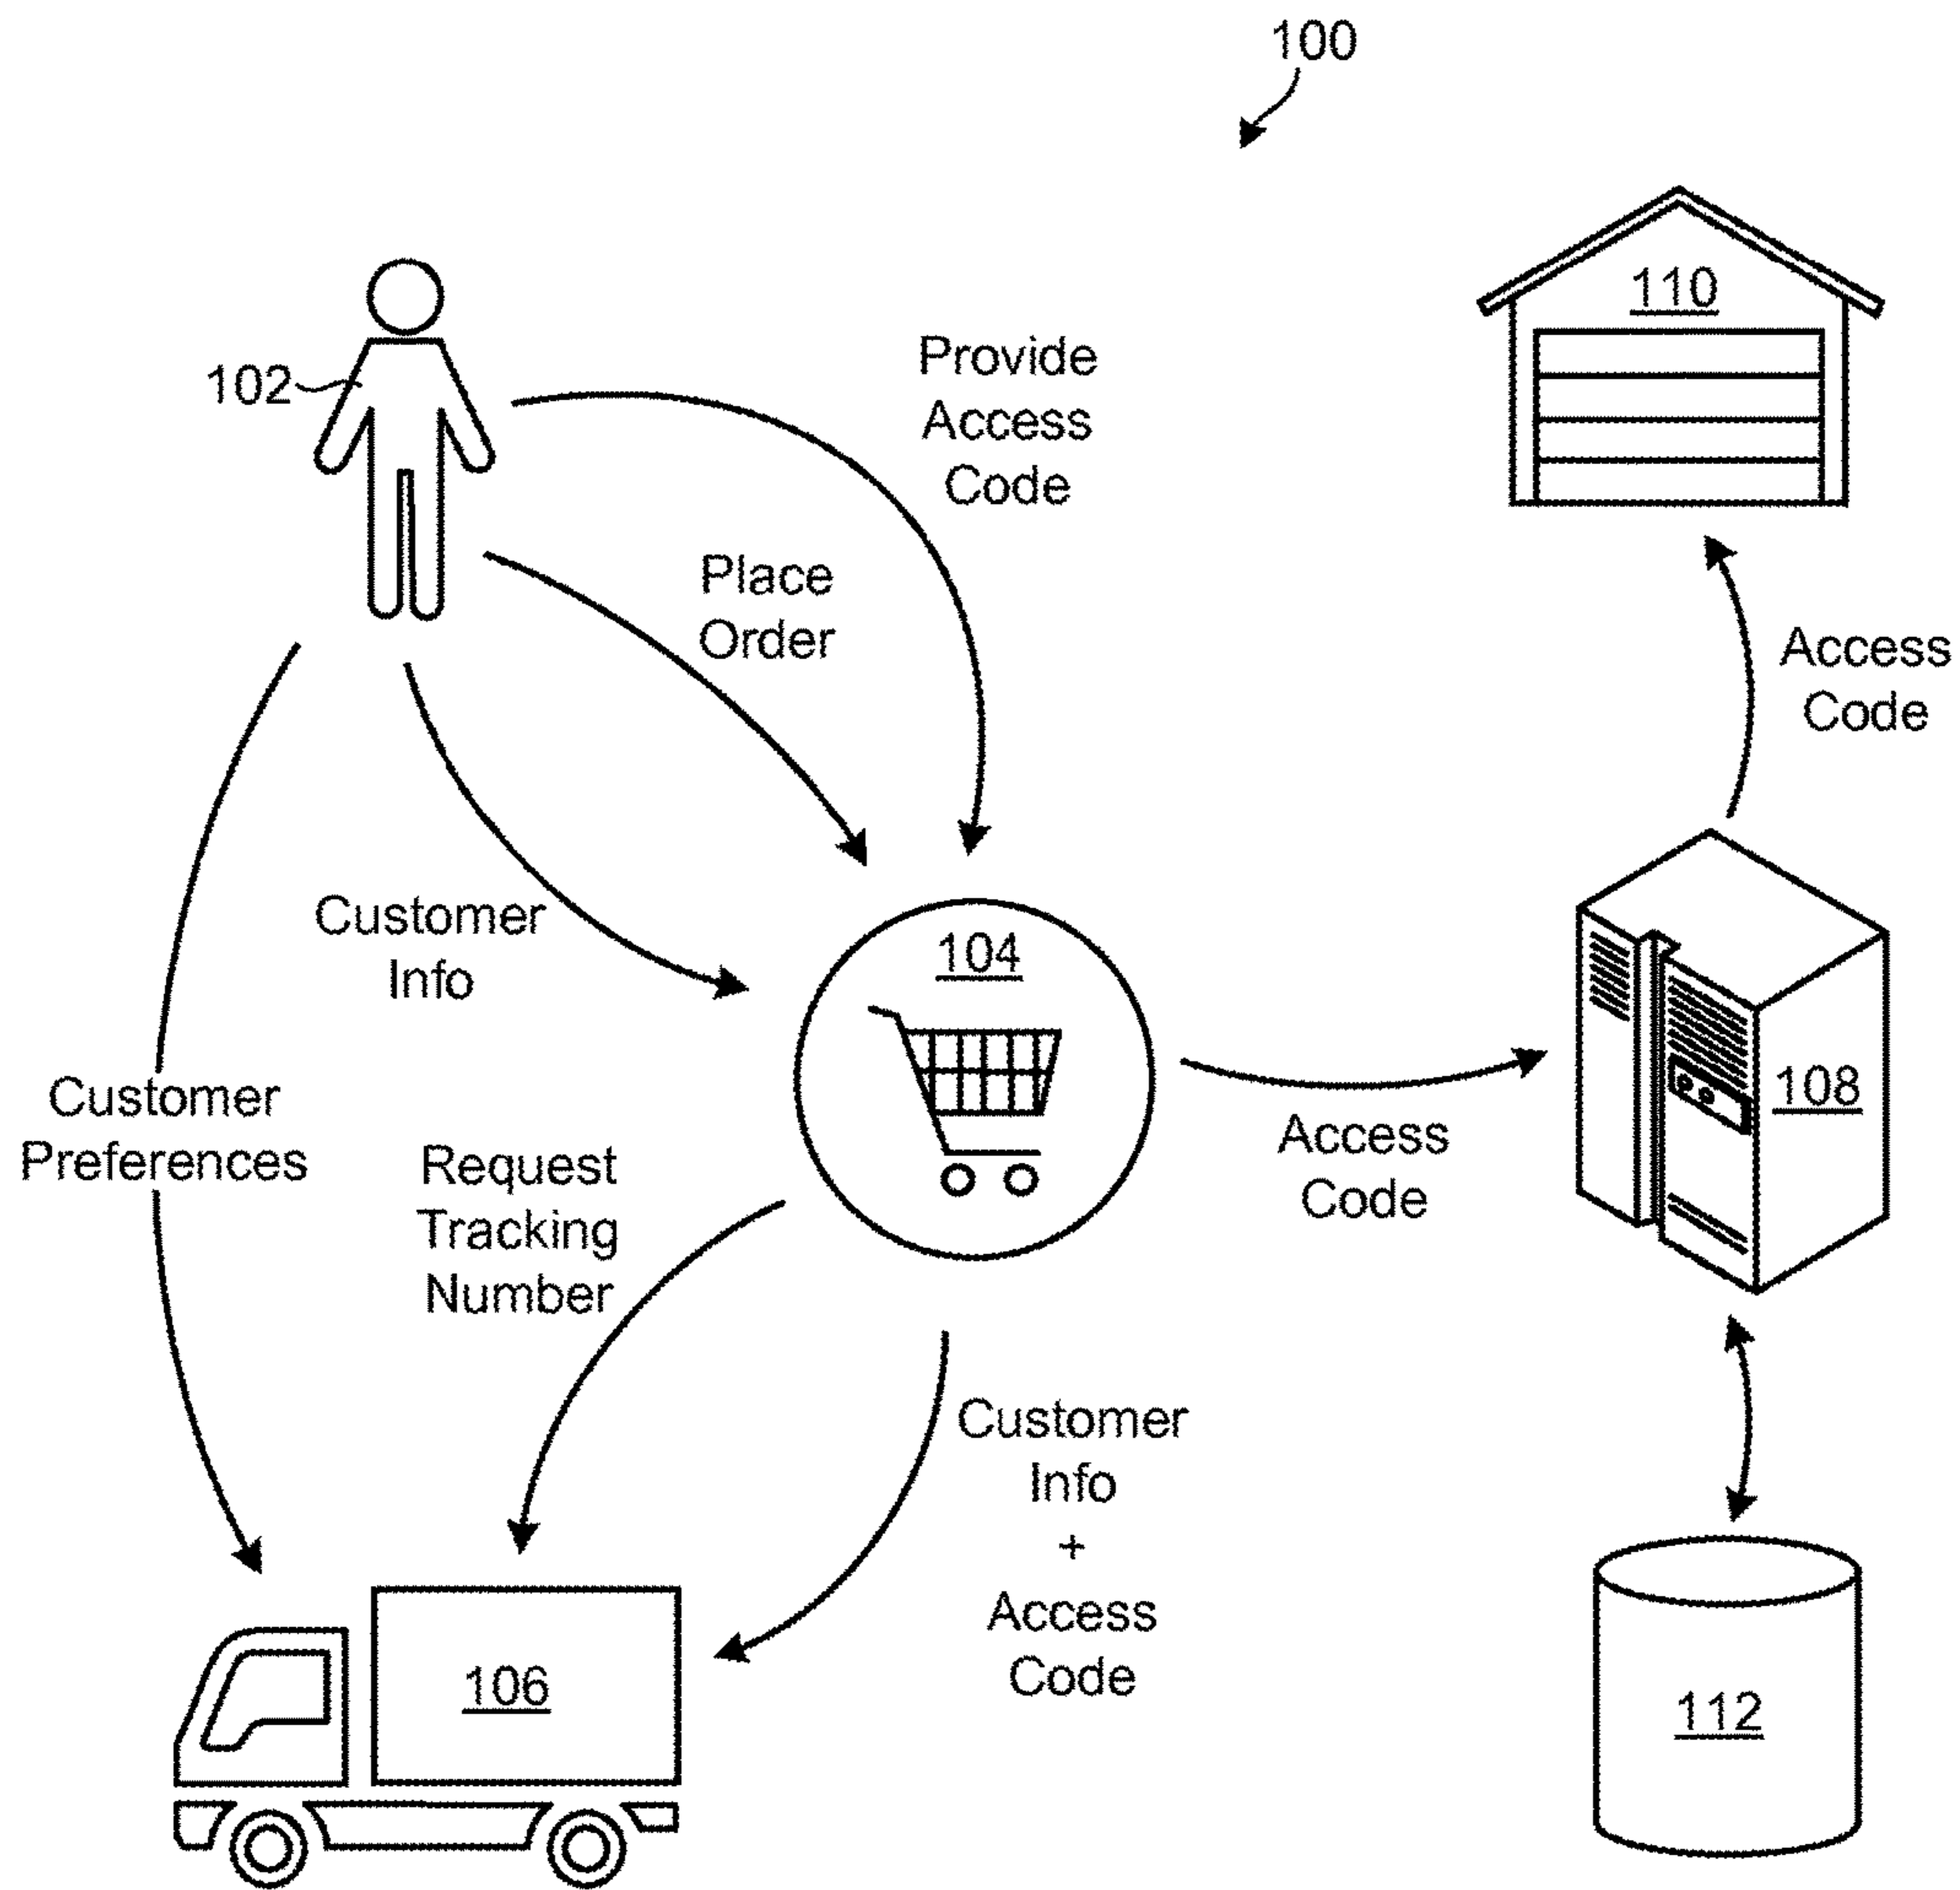 100
110
102
Provide
Access
Code
Place
Order
Access
Code
Customer
Info
104
108
Customer
Preferences
Request
Tracking
Number
Access
Code
Customer
Info
+
Access
Code
106
112